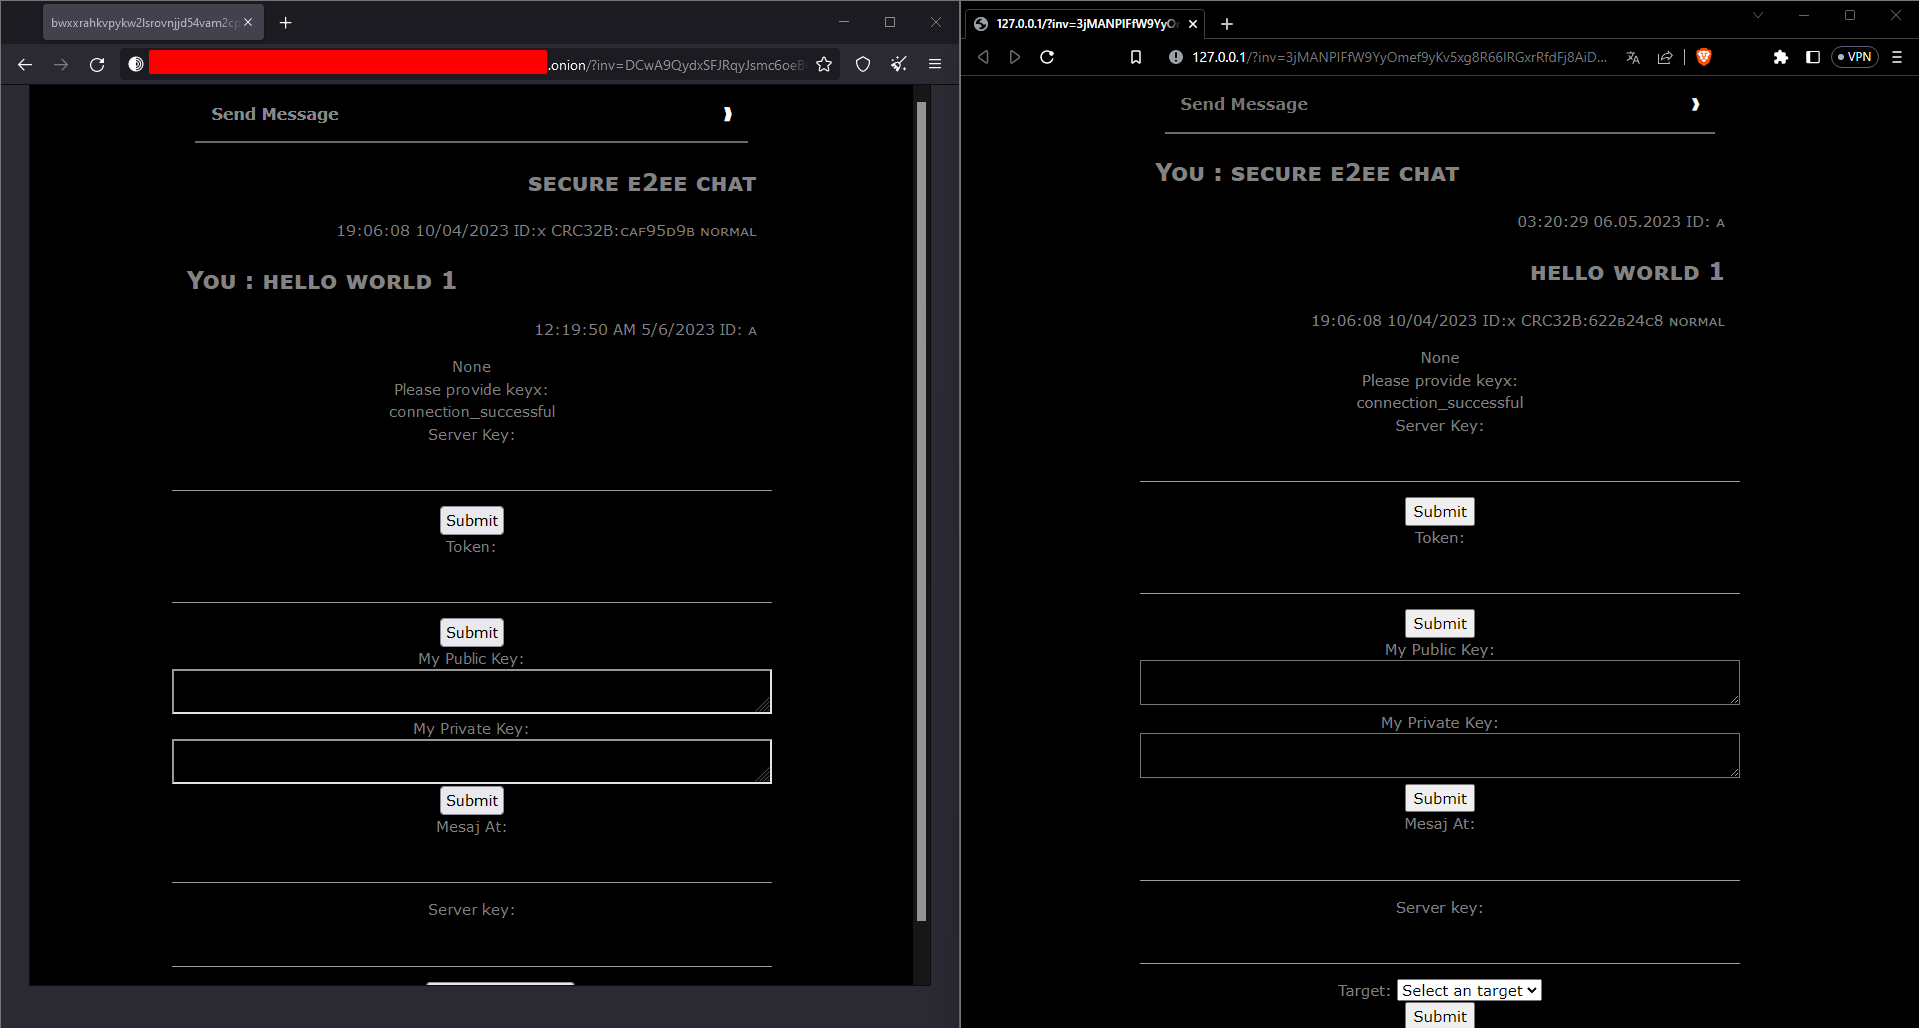 bwxxrahkvpykw2lsrovnjjd54vam2cp
.onion/?inv=DCwA9QydxSFJRqyJsmc6oeB
Send Message
secure e2ee chat
19:06:08 10/04/2023 ID:x CRC32B:caf95d9b normal
You : hello world 1
12:19:50 AM 5/6/2023 ID: a
None
Please provide keyx:
connection_successful
Server Key:
Submit
Token:
Submit
My Public Key:
My Private Key:
Submit
Mesaj At:
Server key:
127.0.0.1/?inv=3jMANPIFfW9YyO
127.0.0.1/?inv=3jMANPIFfW9YyOmef9yKv5xg8R66lRGxrRfdFj8AiD...
VPN
Send Message
You : secure e2ee chat
03:20:29 06.05.2023 ID: a
hello world 1
19:06:08 10/04/2023 ID:x CRC32B:622b24c8 normal
None
Please provide keyx:
connection_successful
Server Key:
Submit
Token:
Submit
My Public Key:
My Private Key:
Submit
Mesaj At:
Server key:
Target: Select an target
Submit